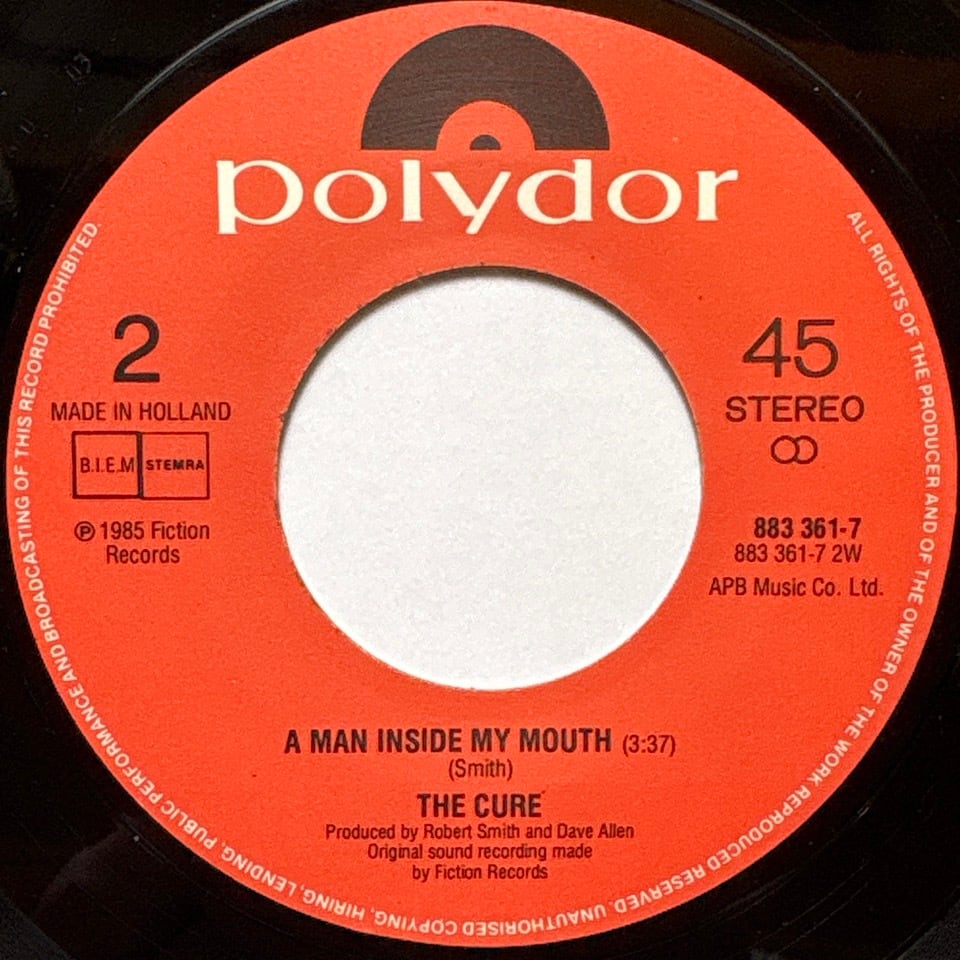 polydor
2
MADE IN HOLLAND
B.I.E.M
STEMRA
℗ 1985 Fiction
Records
45
STEREO
883 361-7
883 361-7 2W
APB Music Co. Ltd.
A MAN INSIDE MY MOUTH (3:37)
(Smith)
THE CURE
Produced by Robert Smith and Dave Allen
Original sound recording made
by Fiction Records
ALL RIGHTS OF THE PRODUCER AND OF THE OWNER OF THE WORK REPRODUCED RESERVED. UNAUTHORISED COPYING, HIRING, LENDING, PUBLIC PERFORMANCE AND BROADCASTING OF THIS RECORD PROHIBITED.